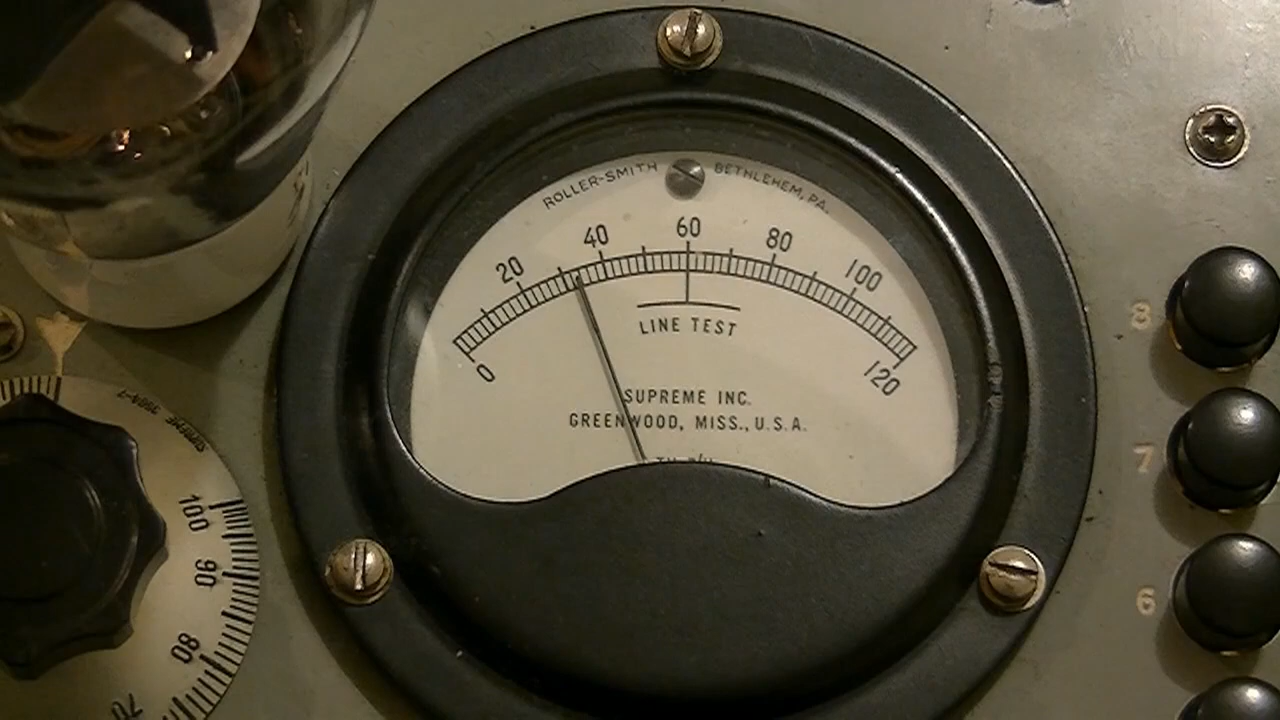 ROLLER-SMITH BETHLEHEM, PA.
0 20 40 60 80 100 120
LINE TEST
SUPREME INC.
GREENWOOD, MISS., U.S.A.
8
7
6
100
90
80
70